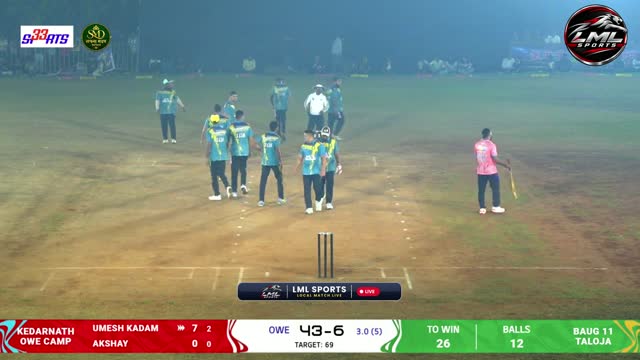 33
SPORTS
LML
SPORTS
LML SPORTS
LOCAL MATCH LIVE
LIVE
KEDARNATH
OWE CAMP
UMESH KADAM 7 2
AKSHAY 0 0
OWE 43-6 3.0 (5)
TARGET: 69
TO WIN
26
BALLS
12
BAUG 11
TALOJA